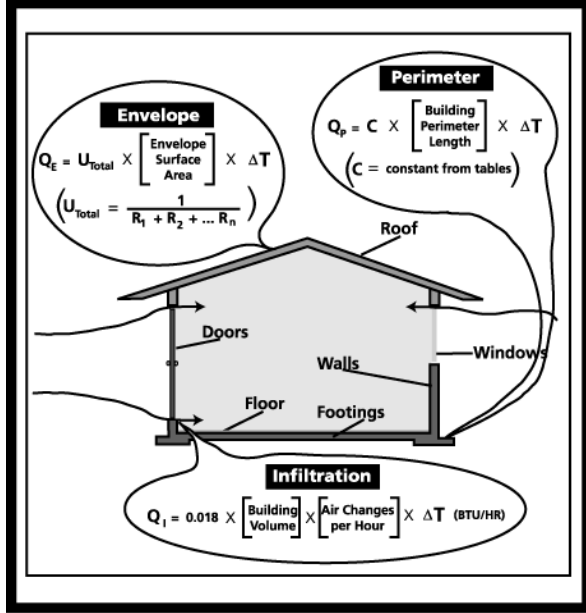 Envelope
Q_E = U_Total × [Envelope Surface Area] × ΔT
(U_Total = 1 / (R_1 + R_2 + ... R_n))
Perimeter
Q_P = C × [Building Perimeter Length] × ΔT
(C = constant from tables)
Roof
Doors
Windows
Walls
Floor
Footings
Infiltration
Q_I = 0.018 × [Building Volume] × [Air Changes per Hour] × ΔT (BTU/HR)